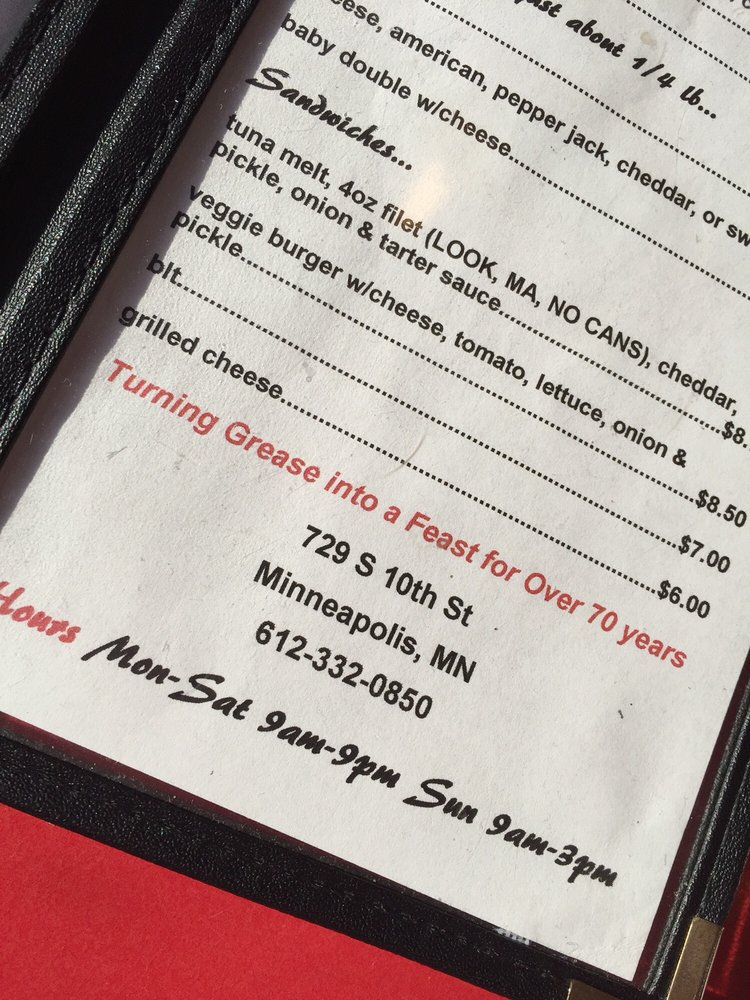 just about 1/4 lb...
american, pepper jack, cheddar, or
baby double w/cheese
Sandwiches...
tuna melt, 4oz filet (LOOK, MA, NO CANS), cheddar,
pickle, onion & tarter sauce................$8.
veggie burger w/cheese, tomato, lettuce, onion &
pickle................$8.50
blt................$7.00
grilled cheese................$6.00
Turning Grease into a Feast for Over 70 years
729 S 10th St
Minneapolis, MN
612-332-0850
Hours Mon-Sat 9am-9pm Sun 9am-3pm